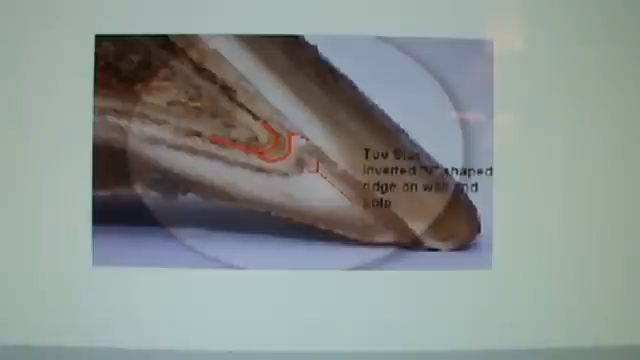 Toe
inverted "V" shaped
edge on wall and
sole